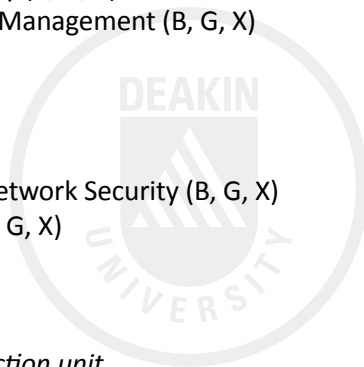 Management (B, G, X)
DEAKIN
etwork Security (B, G, X)
G, X)
UNIVERSITY
ction unit